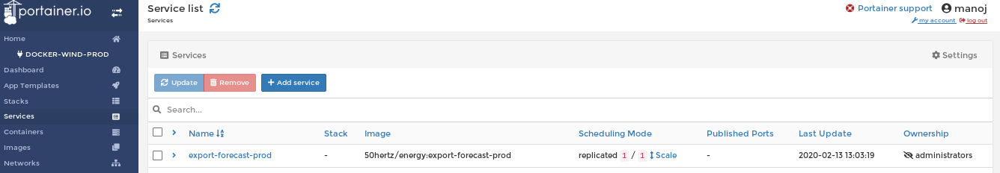 portainer.io
Service list
Services
Portainer support manoj
my account log out
Home
DOCKER-WIND-PROD
Dashboard
App Templates
Stacks
Services
Containers
Images
Networks
Services Settings
Update Remove Add service
Search...
Name Stack Image Scheduling Mode Published Ports Last Update Ownership
export-forecast-prod - 50hertz/energy:export-forecast-prod replicated 1 / 1 Scale - 2020-02-13 13:03:19 administrators